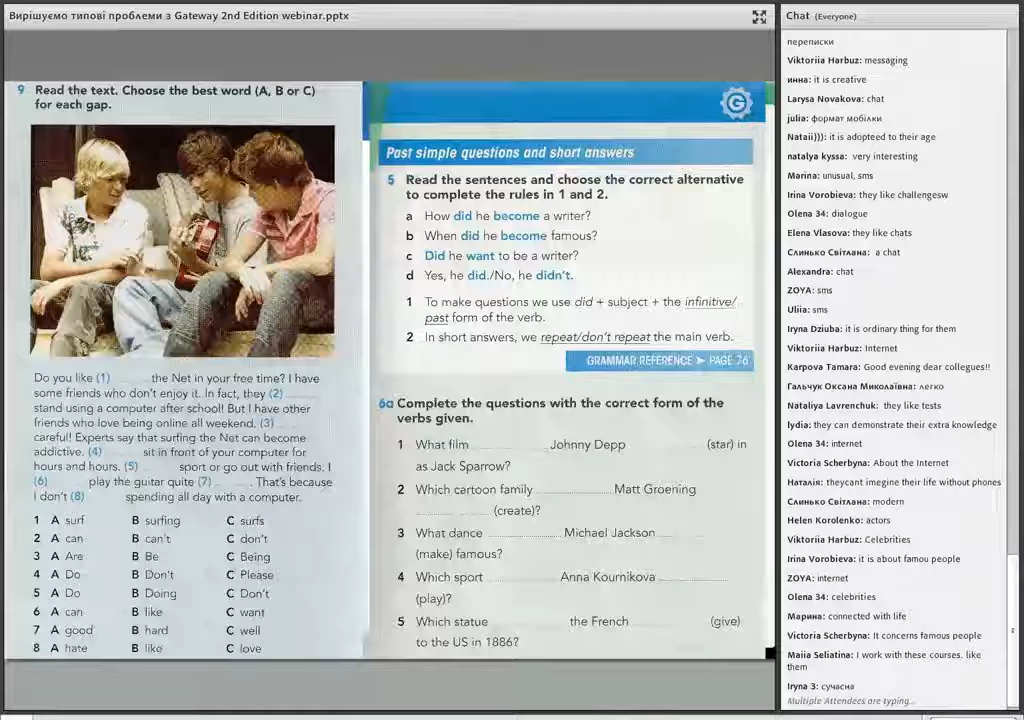 Вирішуємо типові проблеми з Gateway 2nd Edition webinar.pptx
9 Read the text. Choose the best word (A, B or C)
for each gap.
Do you like (1) the Net in your free time? I have
some friends who don't enjoy it. In fact, they (2)
stand using a computer after school! But I have other
friends who love being online all weekend. (3)
careful! Experts say that surfing the Net can become
addictive. (4) sit in front of your computer for
hours and hours. (5) sport or go out with friends. I
(6) play the guitar quite (7) . That's because
I don't (8) spending all day with a computer.
1 A surf B surfing C surfs
2 A can B can't C don't
3 A Are B Be C Being
4 A Do B Don't C Please
5 A Do B Doing C Don't
6 A can B like C want
7 A good B hard C well
8 A hate B like C love
G
Past simple questions and short answers
5 Read the sentences and choose the correct alternative
to complete the rules in 1 and 2.
a How did he become a writer?
b When did he become famous?
c Did he want to be a writer?
d Yes, he did./No, he didn't.
1 To make questions we use did + subject + the infinitive/
past form of the verb.
2 In short answers, we repeat/don't repeat the main verb.
GRAMMAR REFERENCE ➤ PAGE 76
6a Complete the questions with the correct form of the
verbs given.
1 What film Johnny Depp (star) in
as Jack Sparrow?
2 Which cartoon family Matt Groening
(create)?
3 What dance Michael Jackson
(make) famous?
4 Which sport Anna Kournikova
(play)?
5 Which statue the French (give)
to the US in 1886?
Chat (Everyone)
переписки
Viktoriia Harbuz: messaging
инна: it is creative
Larysa Novakova: chat
julia: формат мобілки
Natail))): it is adopteed to their age
natalya kyssa: very interesting
Marina: unusual, sms
Irina Vorobieva: they like challengesw
Olena 34: dialogue
Elena Vlasova: they like chats
Слинько Світлана: a chat
Alexandra: chat
ZOYA: sms
Uliia: sms
Iryna Dziuba: it is ordinary thing for them
Viktoriia Harbuz: Internet
Karpova Tamara: Good evening dear collegues!!
Гальчук Оксана Миколаївна: легко
Nataliya Lavrenchuk: they like tests
lydia: they can demonstrate their extra knowledge
Olena 34: internet
Victoria Scherbyna: About the Internet
Наталія: theycant imegine their life without phones
Слинько Світлана: modern
Helen Korolenko: actors
Viktoriia Harbuz: Celebrities
Irina Vorobieva: it is about famou people
ZOYA: internet
Olena 34: celebrities
Марина: connected with life
Victoria Scherbyna: It concerns famous people
Maiia Seliatina: I work with these courses. like
them
Iryna 3: сучасна
Multiple Attendees are typing...